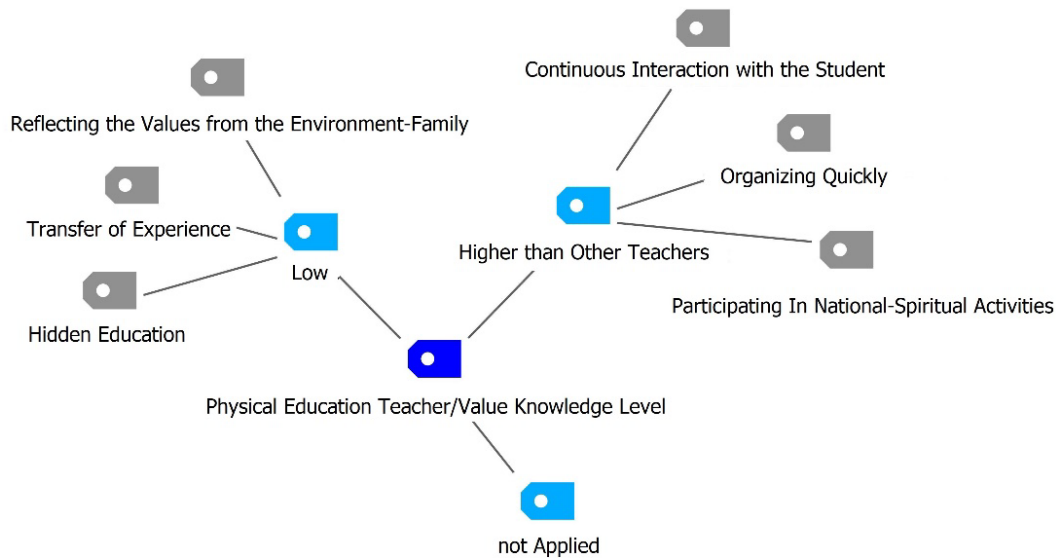 Continuous Interaction with the Student
Reflecting the Values from the Environment-Family
Organizing Quickly
Transfer of Experience
Higher than Other Teachers
Low
Participating In National-Spiritual Activities
Hidden Education
Physical Education Teacher/Value Knowledge Level
not Applied